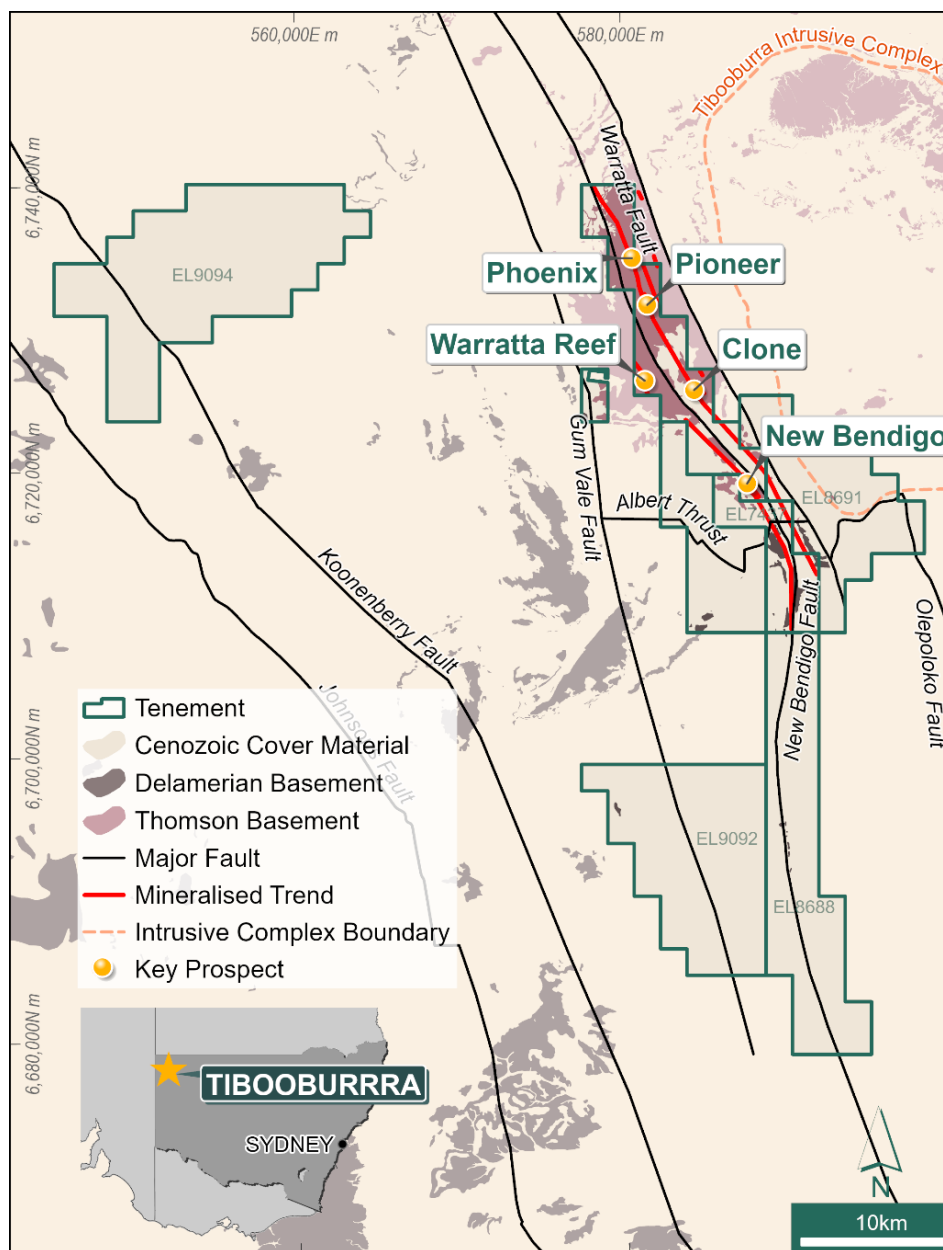 560,000E m
580,000E m
Tibooburra Intrusive Complex
Warratta Fault
6,740,000N m
EL9094
Phoenix
Pioneer
Warratta Reef
Clone
New Bendigo
Gum Vale Fault
6,720,000N m
EL8691
EL7437
Albert Thrust
Koonenberry Fault
New Bendigo Fault
Olepoloko Fault
Johnsons Fault
Tenement
Cenozoic Cover Material
Delamerian Basement
Thomson Basement
Major Fault
Mineralised Trend
Intrusive Complex Boundary
Key Prospect
6,700,000N m
EL9092
EL8688
6,680,000N m
TIBOOBURRRA
SYDNEY
N
10km